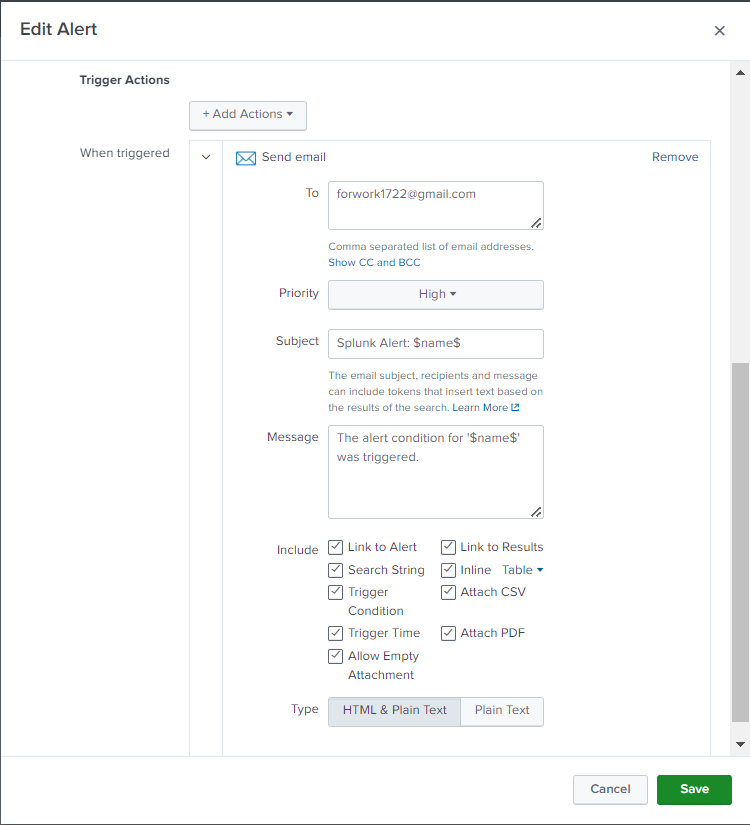 Edit Alert
Trigger Actions
+ Add Actions
When triggered
Send email
Remove
To
forwork1722@gmail.com
Comma separated list of email addresses.
Show CC and BCC
Priority
High
Subject
Splunk Alert: $name$
The email subject, recipients and message
can include tokens that insert text based on
the results of the search. Learn More
Message
The alert condition for '$name$'
was triggered.
Include
Link to Alert
Link to Results
Search String
Inline Table
Trigger
Condition
Attach CSV
Trigger Time
Attach PDF
Allow Empty
Attachment
Type
HTML & Plain Text
Plain Text
Cancel
Save